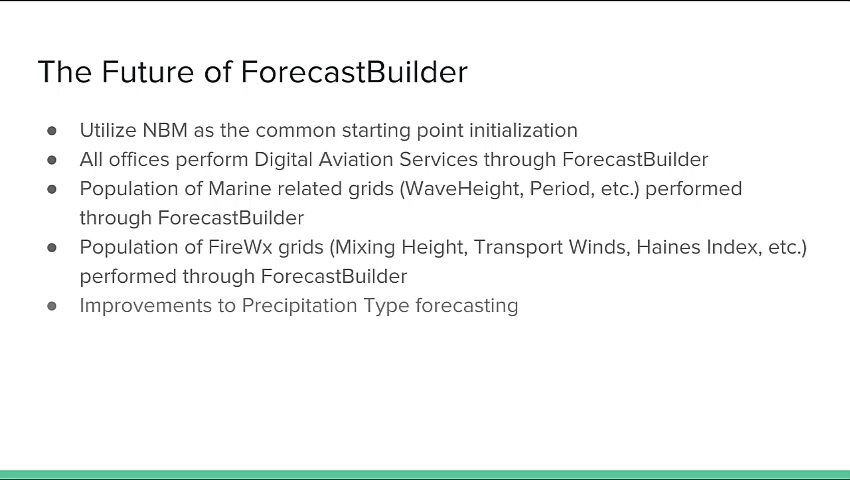 The Future of ForecastBuilder
● Utilize NBM as the common starting point initialization
● All offices perform Digital Aviation Services through ForecastBuilder
● Population of Marine related grids (WaveHeight, Period, etc.) performed
through ForecastBuilder
● Population of FireWx grids (Mixing Height, Transport Winds, Haines Index, etc.)
performed through ForecastBuilder
● Improvements to Precipitation Type forecasting